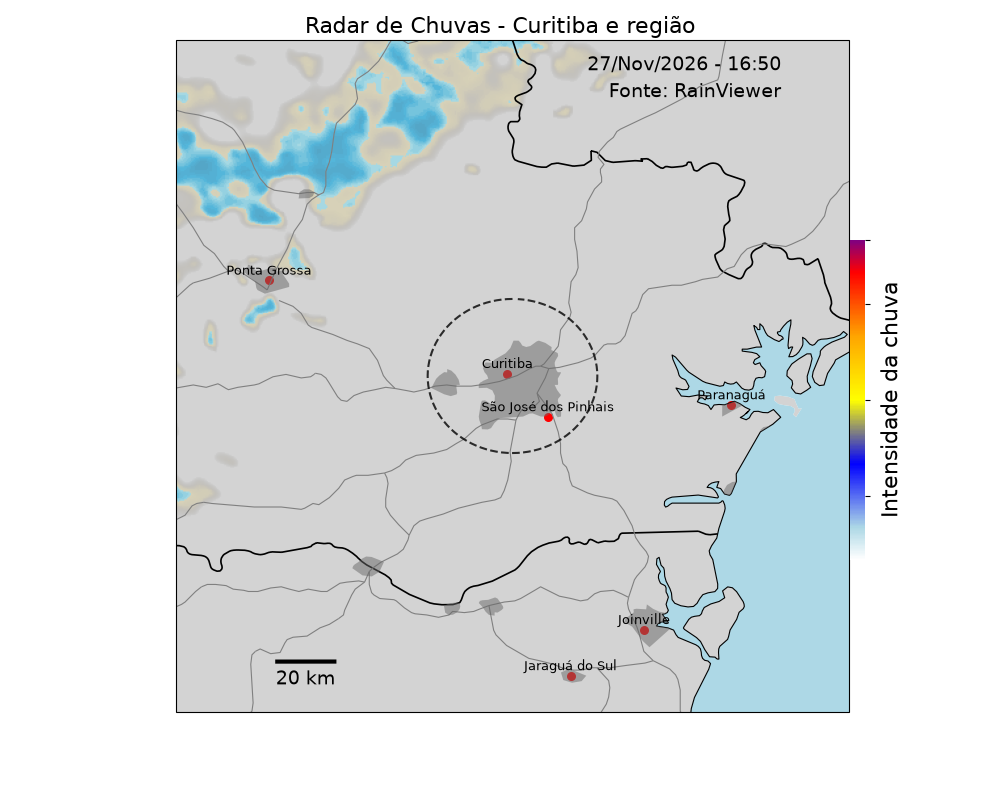 Radar de Chuvas - Curitiba e região
27/Nov/2026 - 16:50
Fonte: RainViewer
Ponta Grossa
Curitiba
São José dos Pinhais
Paranaguá
Intensidade da chuva
Joinville
Jaraguá do Sul
20 km